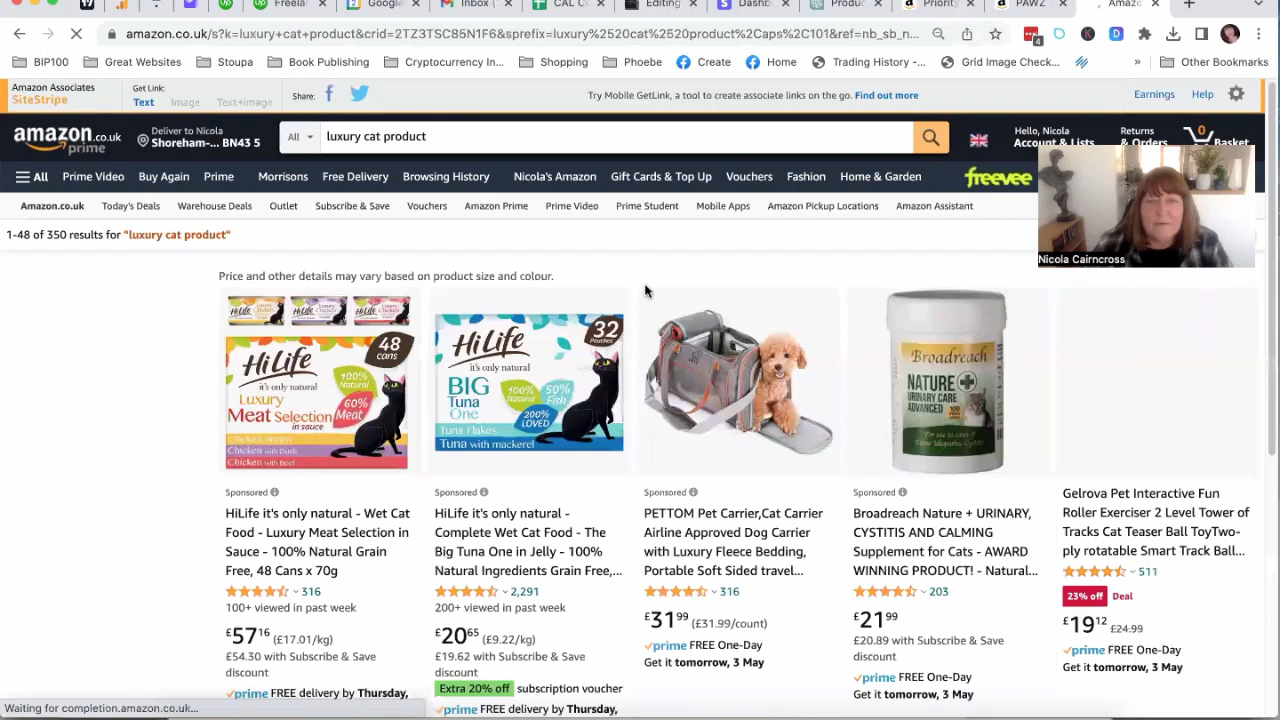 Freelan
Google
Inbox (
CAL Co
Editing
Dashb
Produc
Priority
PAWZ
Amazo
amazon.co.uk/s?k=luxury+cat+product&crid=2TZ3TSC85N1F6&sprefix=luxury%2520cat%2520product%2Caps%2C101&ref=nb_sb_n...
4
BIP100
Great Websites
Stoupa
Book Publishing
Cryptocurrency In...
Shopping
Phoebe
Create
Home
Trading History -...
Grid Image Check...
»
Other Bookmarks
Amazon Associates
SiteStripe
Get Link:
Text
Image
Text+Image
Share:
Try Mobile GetLink, a tool to create associate links on the go. Find out more
Earnings
Help
amazon.co.uk
prime
Deliver to Nicola
Shoreham-... BN43 5
All
luxury cat product
Hello, Nicola
Account & Lists
Returns
& Orders
0
Basket
All
Prime Video
Buy Again
Prime
Morrisons
Free Delivery
Browsing History
Nicola's Amazon
Gift Cards & Top Up
Vouchers
Fashion
Home & Garden
freevee
Amazon.co.uk
Today's Deals
Warehouse Deals
Outlet
Subscribe & Save
Vouchers
Amazon Prime
Prime Video
Prime Student
Mobile Apps
Amazon Pickup Locations
Amazon Assistant
Nicola Cairncross
1-48 of 350 results for "luxury cat product"
Price and other details may vary based on product size and colour.
HiLife
it's only natural
48
cans
100%
Natural
60%
Meat
Luxury
Meat Selection
in sauce
Chicken Breast
Chicken with Duck
Chicken with Beef
HiLife
it's only natural
32
Pouches
BIG
Tuna
One
100%
Natural
50%
Fish
200%
LOVED
Tuna Flakes
Tuna with mackerel
Broadreach
NATURE
URINARY CARE
ADVANCED
Sponsored
HiLife it's only natural - Wet Cat
Food - Luxury Meat Selection in
Sauce - 100% Natural Grain
Free, 48 Cans x 70g
316
100+ viewed in past week
£57 16 (£17.01/kg)
£54.30 with Subscribe & Save
discount
prime FREE delivery by Thursday,
Sponsored
HiLife it's only natural -
Complete Wet Cat Food - The
Big Tuna One in Jelly - 100%
Natural Ingredients Grain Free,...
2,291
200+ viewed in past week
£20 65 (£9.22/kg)
£19.62 with Subscribe & Save
discount
Extra 20% off subscription voucher
prime FREE delivery by Thursday,
Sponsored
PETTOM Pet Carrier,Cat Carrier
Airline Approved Dog Carrier
with Luxury Fleece Bedding,
Portable Soft Sided travel...
316
£31 99 (£31.99/count)
prime FREE One-Day
Get it tomorrow, 3 May
Sponsored
Broadreach Nature + URINARY,
CYSTITIS AND CALMING
Supplement for Cats - AWARD
WINNING PRODUCT! - Natural...
203
£21 99
£20.89 with Subscribe & Save
discount
prime FREE One-Day
Get it tomorrow, 3 May
Gelrova Pet Interactive Fun
Roller Exerciser 2 Level Tower of
Tracks Cat Teaser Ball ToyTwo-
ply rotatable Smart Track Ball...
511
23% off Deal
£19 12 £24.99
prime FREE One-Day
Get it tomorrow, 3 May
Waiting for completion.amazon.co.uk...